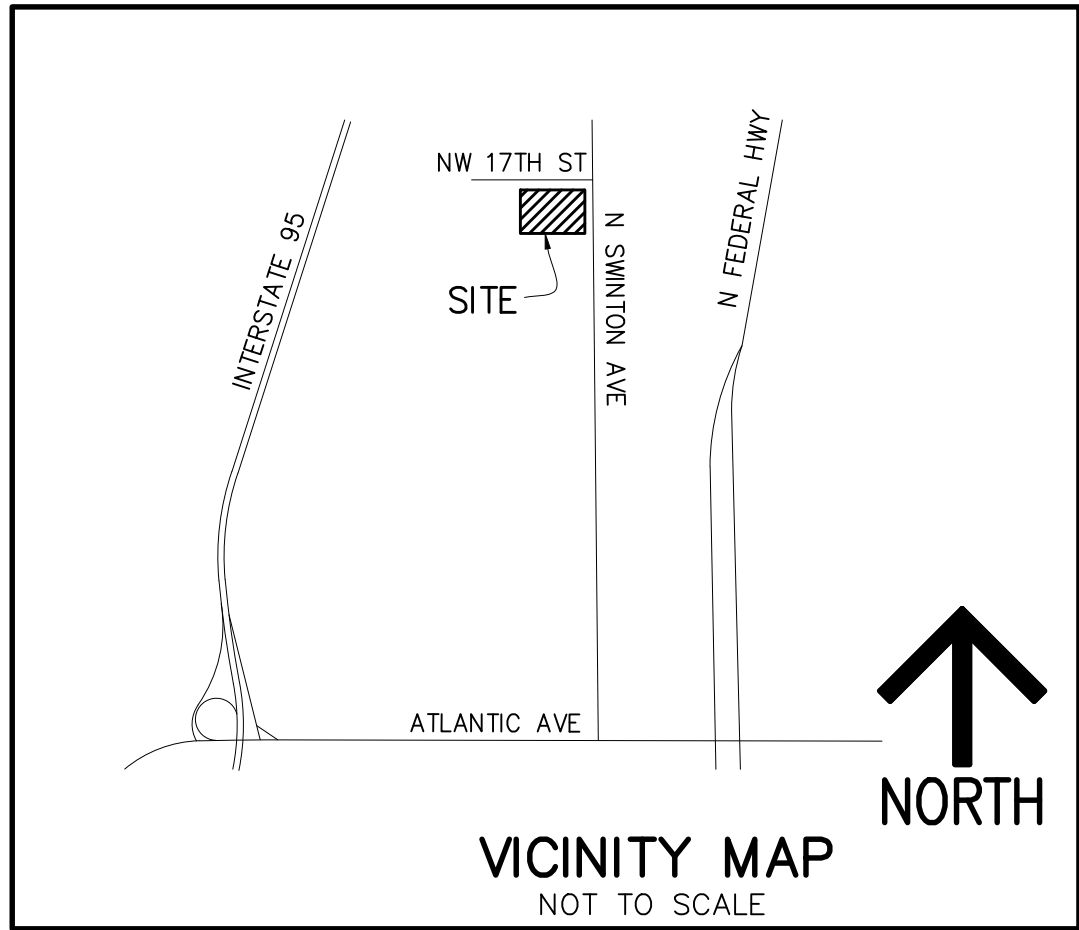 NW 17TH ST
N FEDERAL HWY
INTERSTATE 95
N SWINTON AVE
SITE
ATLANTIC AVE
NORTH
VICINITY MAP
NOT TO SCALE